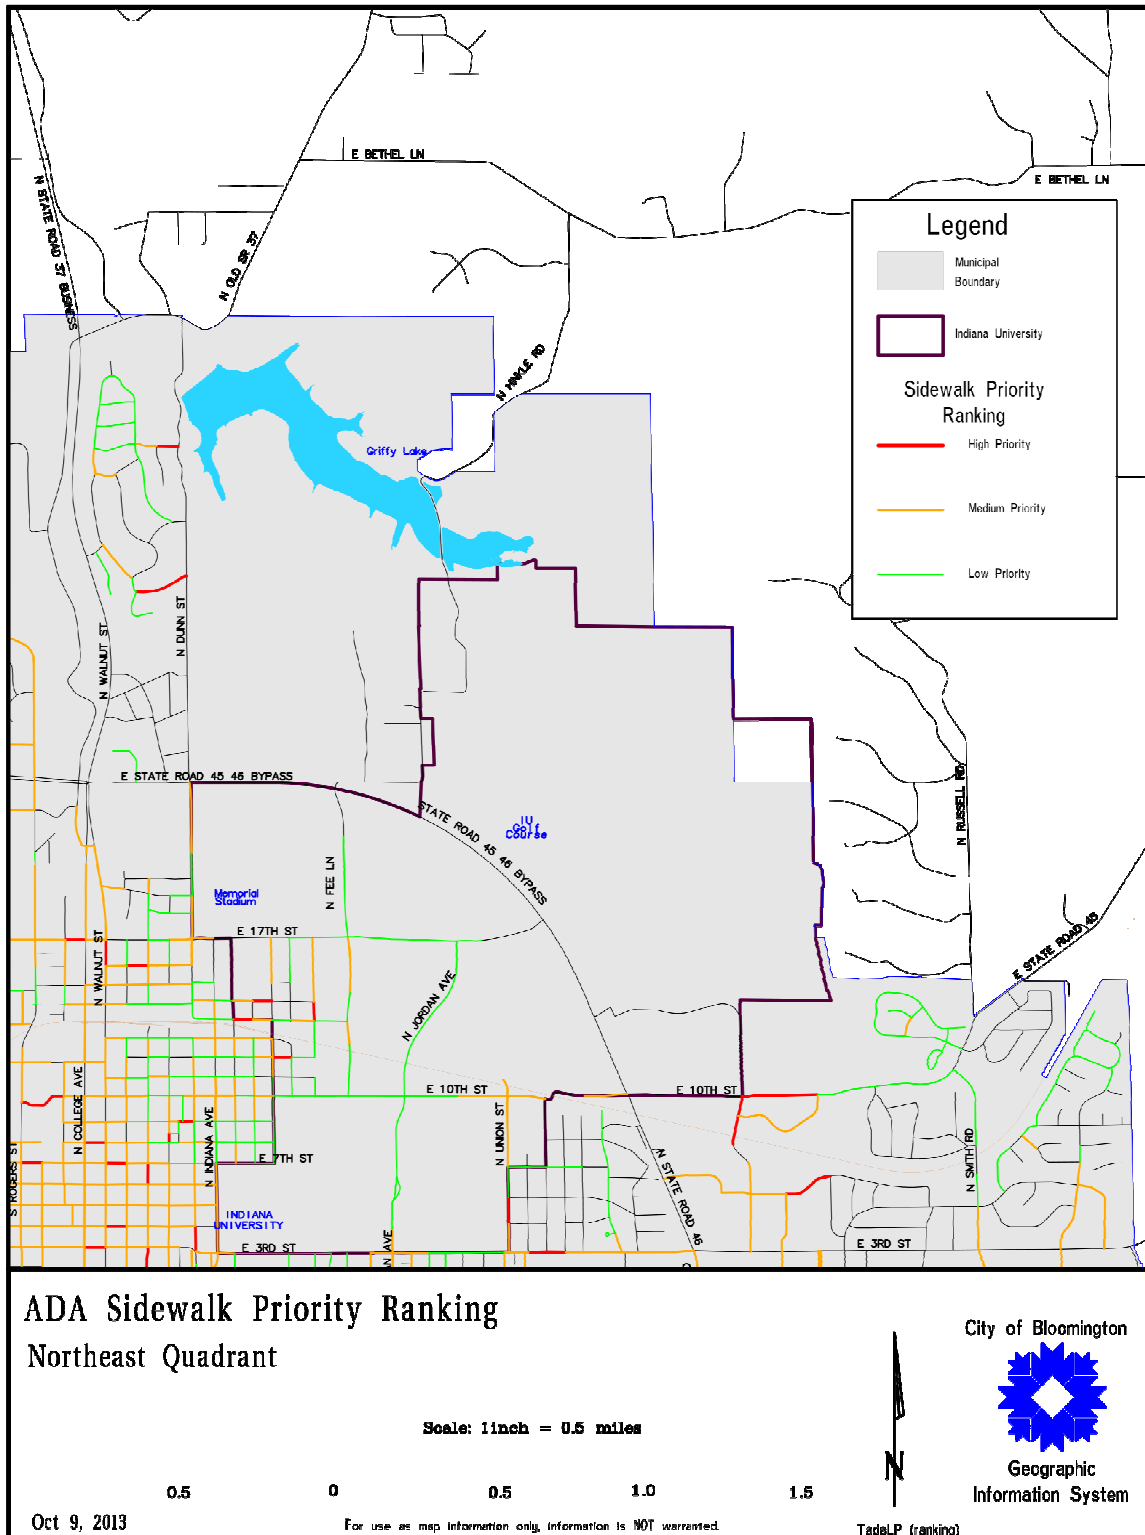 E BETHEL LN
E BETHEL LN
N STATE ROAD 37 BUSINESS
N OLD SR 37
Legend
Municipal
Boundary
Indiana University
Sidewalk Priority
Ranking
High Priority
Medium Priority
Low Priority
N HINKLE RD
Griffy Lake
N DUNN ST
N WALNUT ST
E STATE ROAD 45 46 BYPASS
STATE ROAD 45 46 BYPASS
IU
Golf
Course
N RUSSELL RD
N FEE LN
Memorial
Stadium
E 17TH ST
N WALNUT ST
E STATE ROAD 45
N JORDAN AVE
E 10TH ST
E 10TH ST
N COLLEGE AVE
N INDIANA AVE
N UNION ST
E 7TH ST
N SMITH RD
S ROGERS ST
N STATE ROAD 46
INDIANA
UNIVERSITY
E 3RD ST
E 3RD ST
AN AVE
ADA Sidewalk Priority Ranking
Northeast Quadrant
City of Bloomington
Scale: 1inch = 0.5 miles
N
Geographic
Information System
0.5 0 0.5 1.0 1.5
Oct 9, 2013
For use as map information only, information is NOT warranted.
TadeLP (ranking)